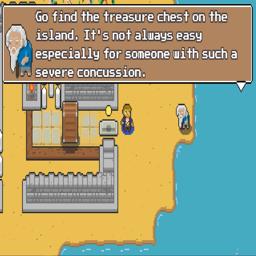 Go find the treasure chest on the
island. It's not always easy
especially for someone with such a
severe concussion.